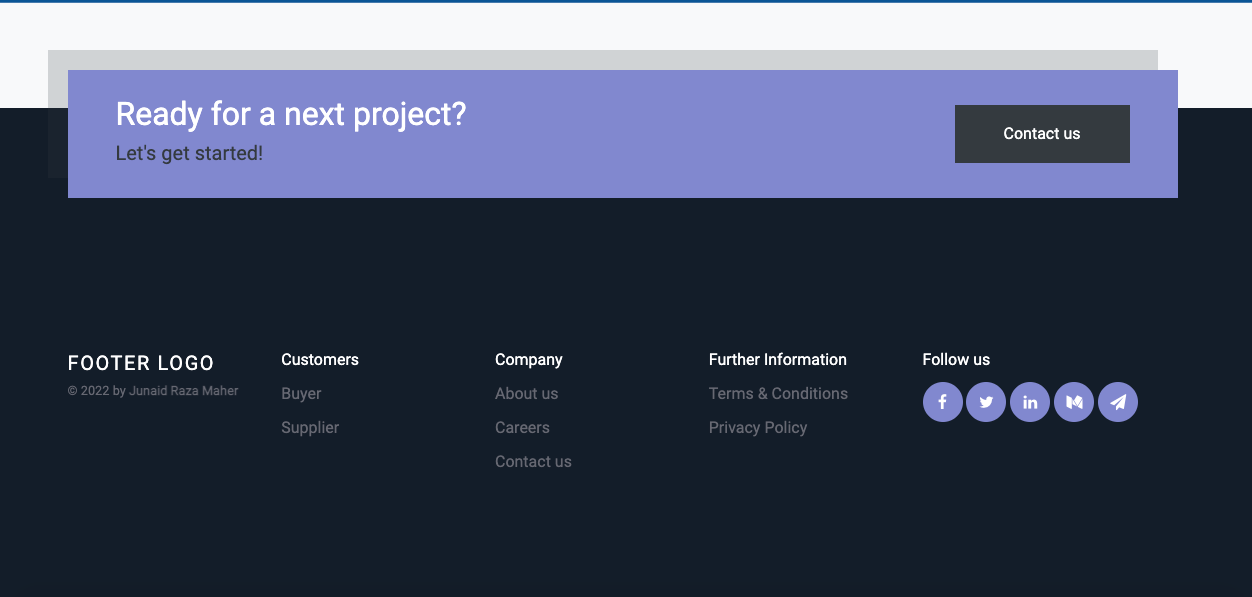 Ready for a next project?
Let's get started!
Contact us
FOOTER LOGO
© 2022 by Junaid Raza Maher
Customers
Buyer
Supplier
Company
About us
Careers
Contact us
Further Information
Terms & Conditions
Privacy Policy
Follow us